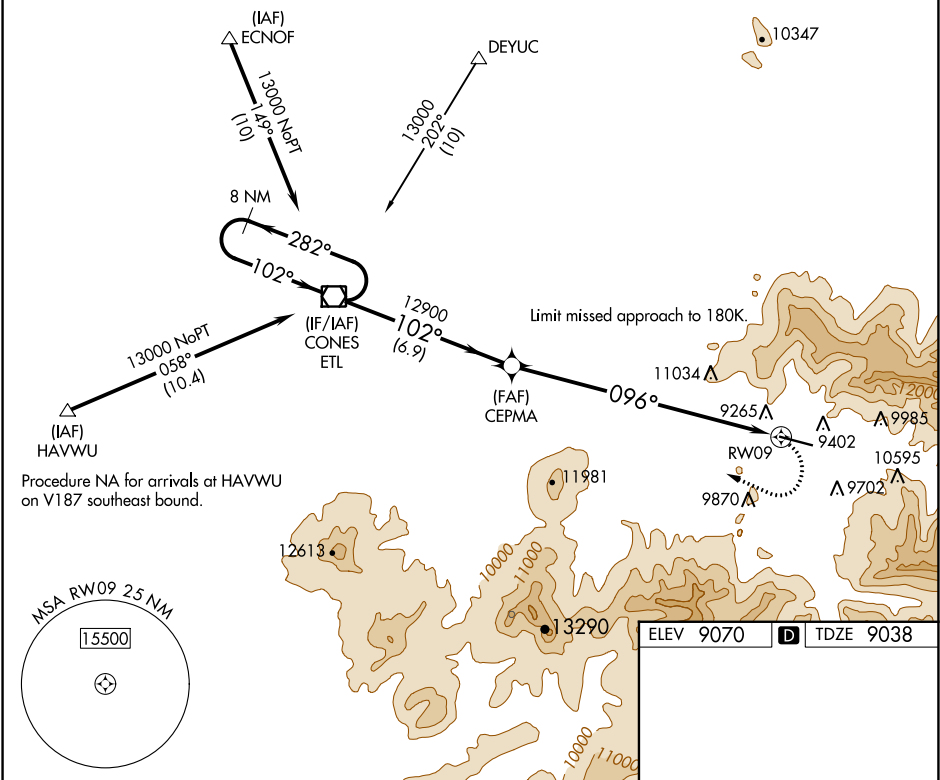 (IAF)
ECNOF
DEYUC
10347
13000 NoPT
149°
(10)
13000
202°
(10)
8 NM
282°
102°
(IF/IAF)
CONES
ETL
12900
102°
(6.9)
Limit missed approach to 180K.
13000 NoPT
058°
(10.4)
(IAF)
HAVWU
(FAF)
CEPMA
096°
11034
12000
9265
9402
9985
RW09
10595
9870
9702
Procedure NA for arrivals at HAVWU
on V187 southeast bound.
11981
12613
10000
11000
13290
MSA RW09 25 NM
15500
ELEV 9070 D TDZE 9038
10000
11000